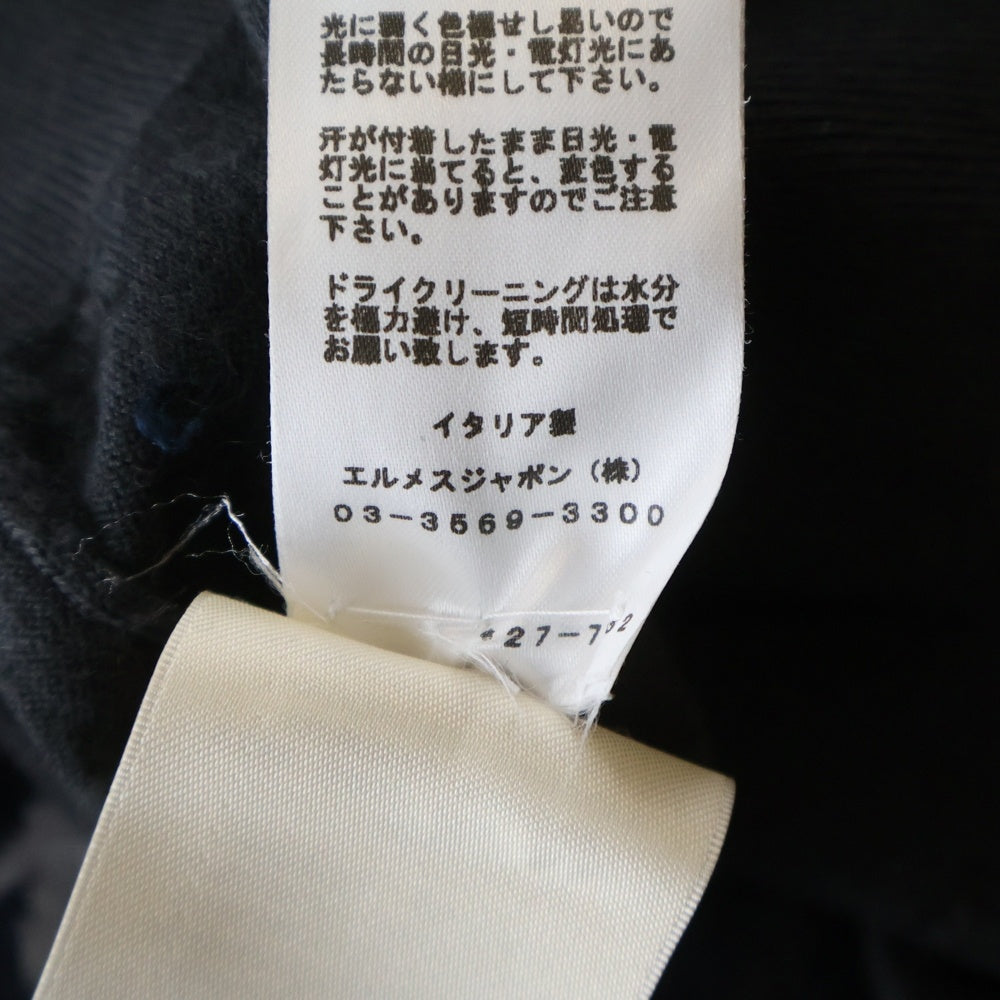 光に弱く色褪せし易いので
長時間の日光・電灯光にあ
たらない様にして下さい。
汗が付着したまま日光・電
灯光に当てると、変色する
ことがありますのでご注意
下さい。
ドライクリーニングは水分
を極力避け、短時間処理で
お願い致します。
イタリア製
エルメスジャポン（株）
03-3569-3300
27-7